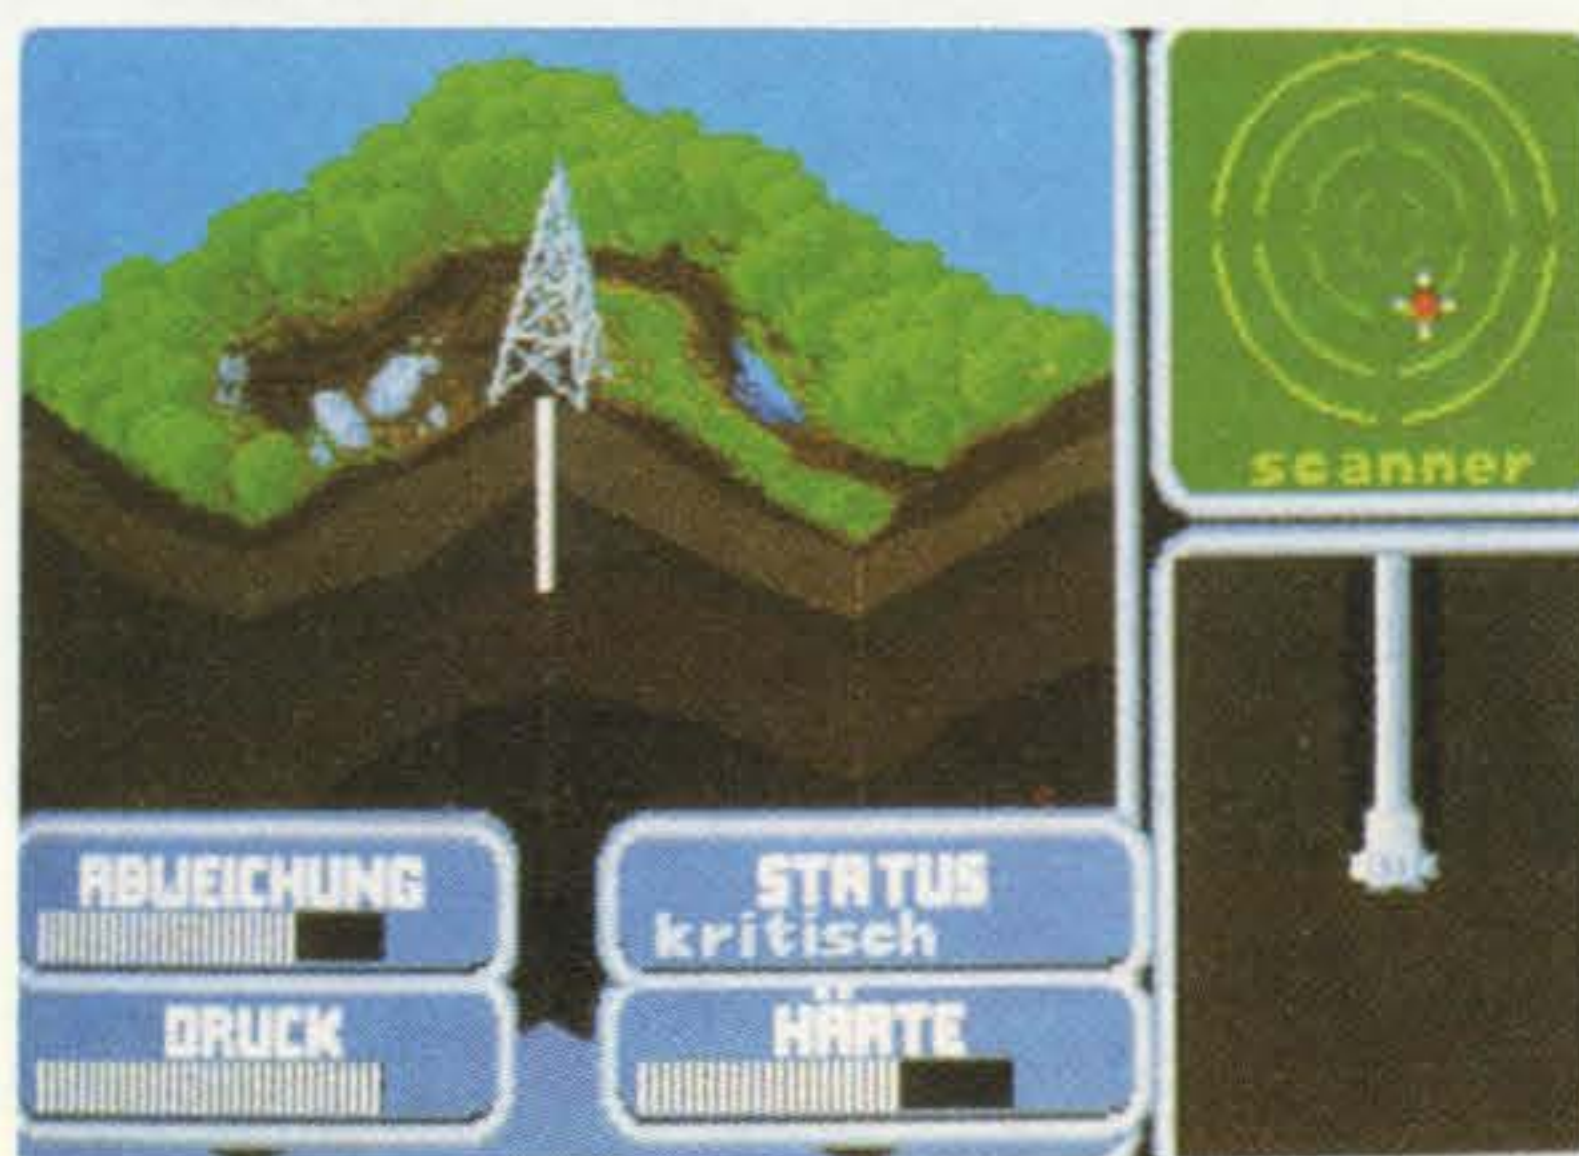 scanner
ABWEICHUNG
STATUS
kritisch
DRUCK
HÄRTE